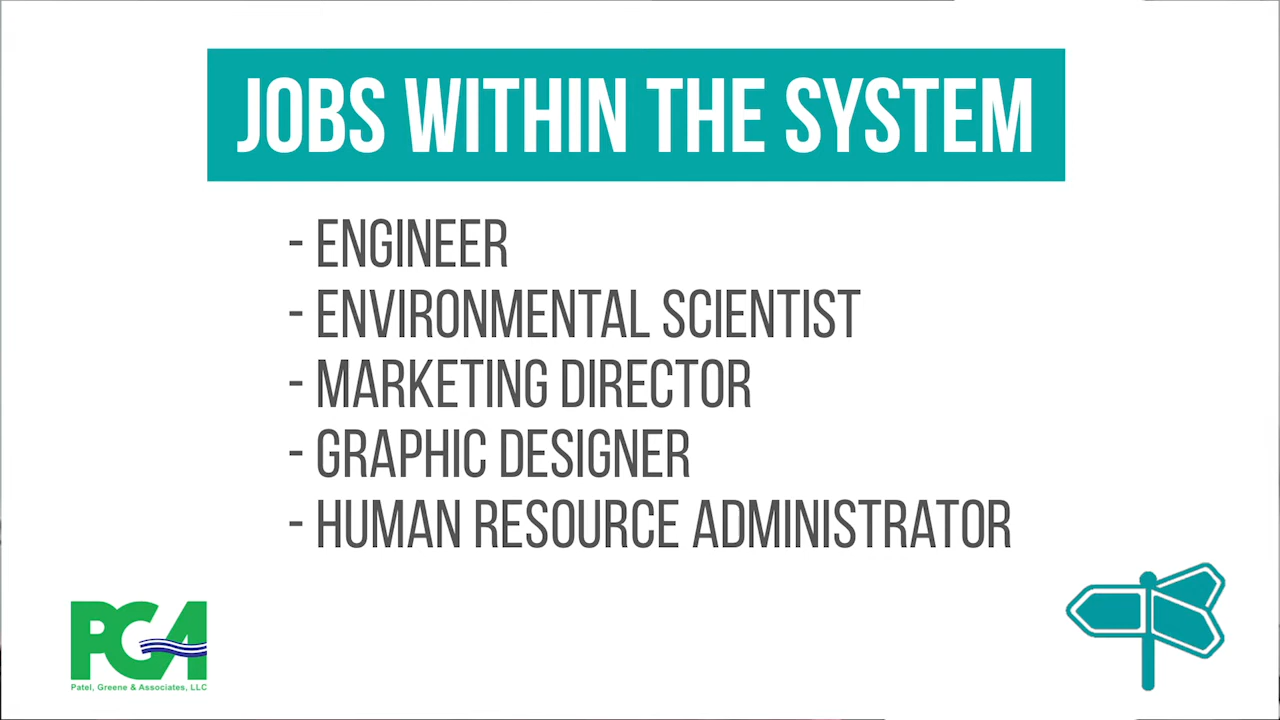 JOBS WITHIN THE SYSTEM
- ENGINEER
- ENVIRONMENTAL SCIENTIST
- MARKETING DIRECTOR
- GRAPHIC DESIGNER
- HUMAN RESOURCE ADMINISTRATOR
PGA
Patel, Greene & Associates, LLC